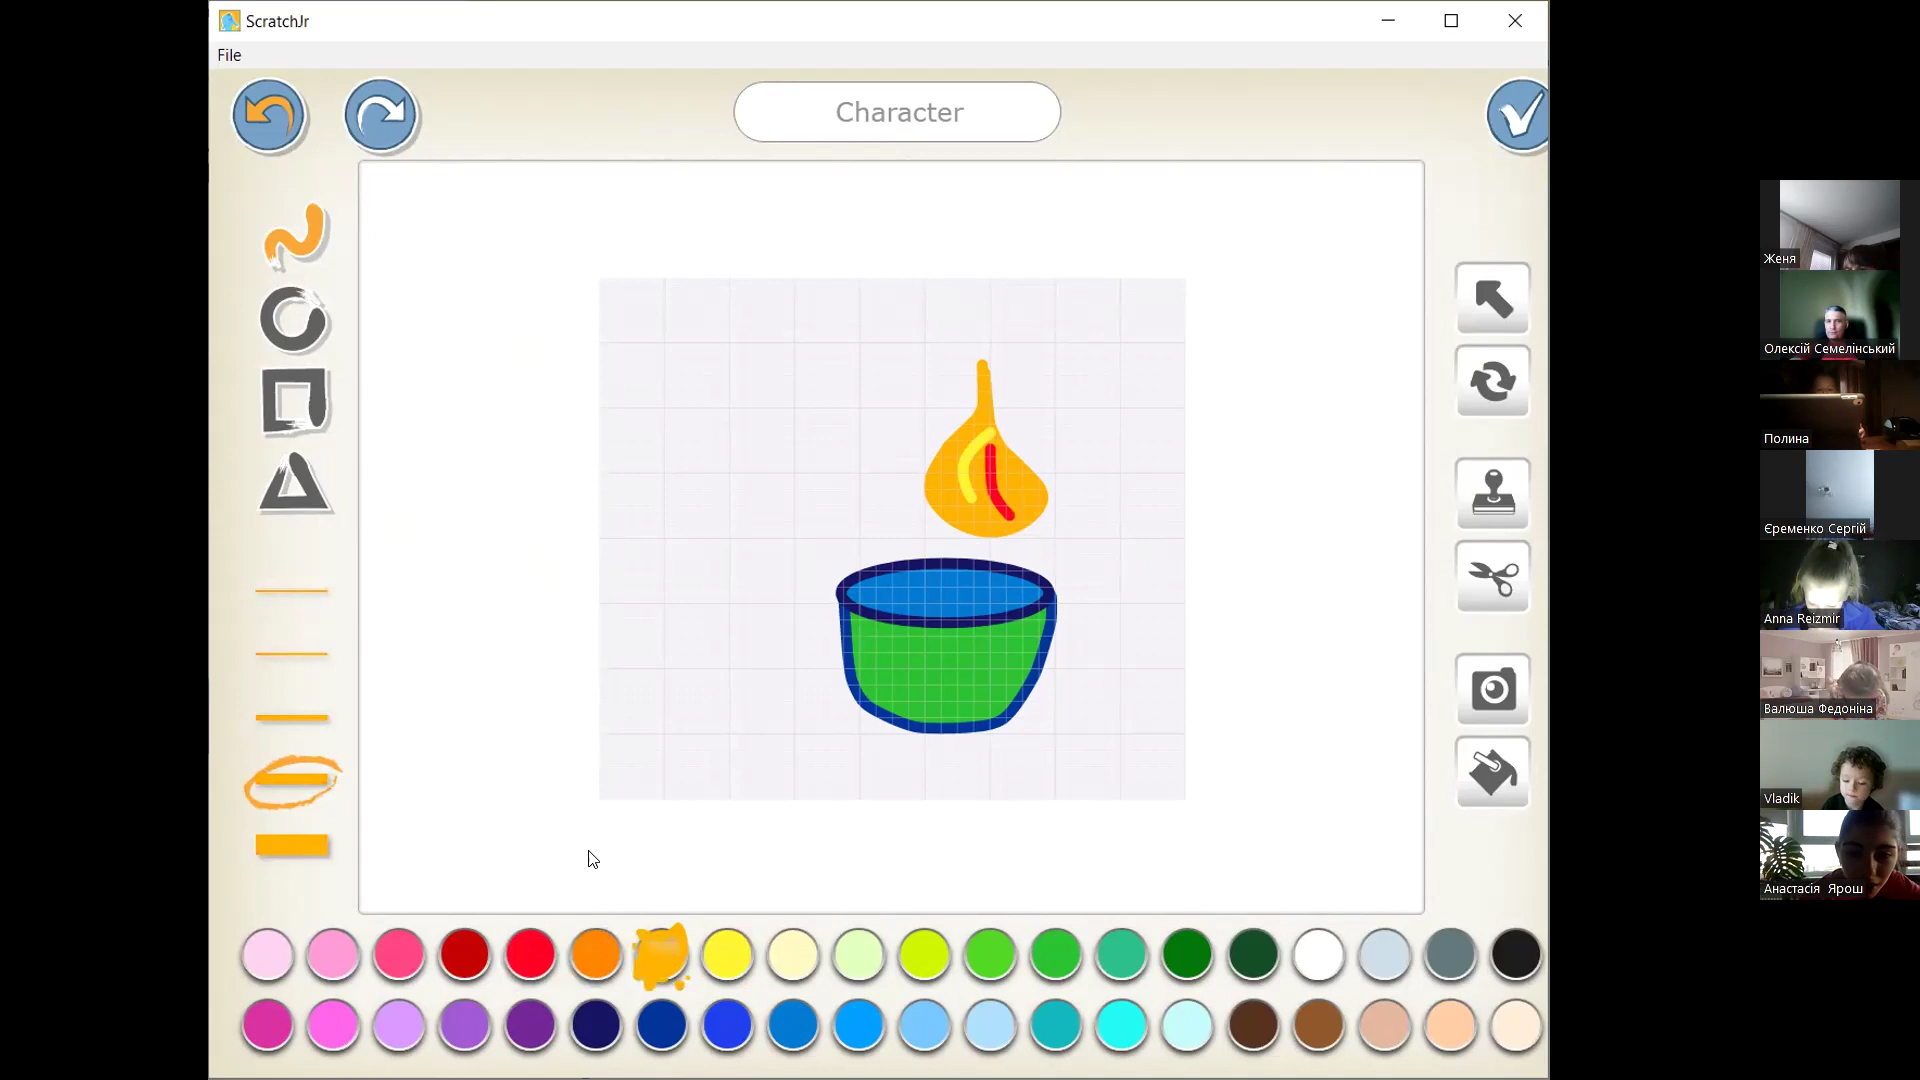 ScratchJr
File
Character
Женя
Олексій Семелінський
Полина
Єременко Сергій
Anna Reizmir
Валюша Федоніна
Vladik
Анастасія Ярош